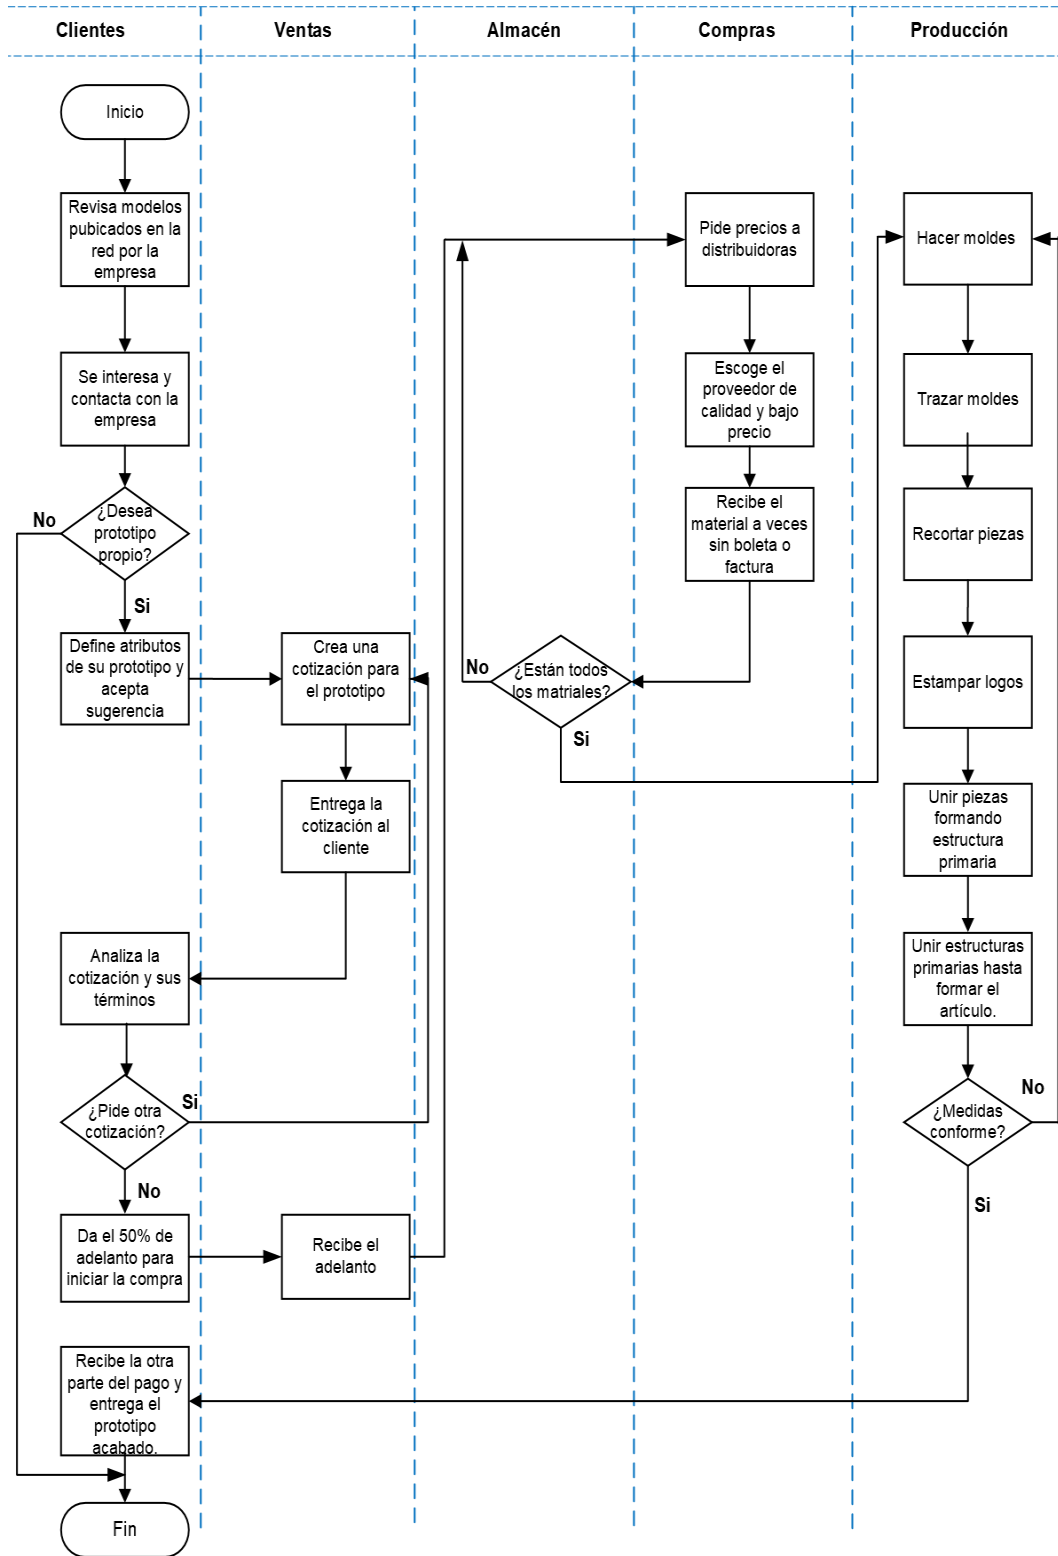 Clientes
Ventas
Almacén
Compras
Producción
Inicio
Revisa modelos
pubicados en la
red por la
empresa
Se interesa y
contacta con la
empresa
¿Desea
prototipo
propio?
No
Si
Define atributos
de su prototipo y
acepta
sugerencia
Crea una
cotización para
el prototipo
Entrega la
cotización al
cliente
Analiza la
cotización y sus
términos
¿Pide otra
cotización?
Si
No
Da el 50% de
adelanto para
iniciar la compra
Recibe el
adelanto
Pide precios a
distribuidoras
Escoge el
proveedor de
calidad y bajo
precio
Recibe el
material a veces
sin boleta o
factura
¿Están todos
los matriales?
No
Si
Hacer moldes
Trazar moldes
Recortar piezas
Estampar logos
Unir piezas
formando
estructura
primaria
Unir estructuras
primarias hasta
formar el
artículo.
¿Medidas
conforme?
No
Si
Recibe la otra
parte del pago y
entrega el
prototipo
acabado.
Fin